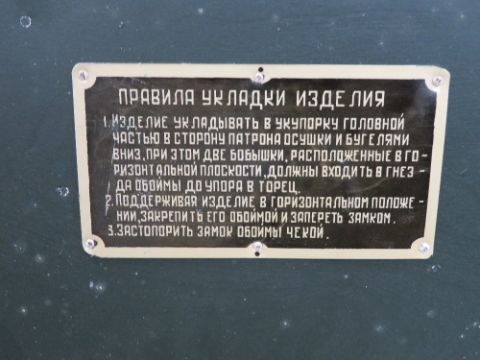 ПРАВИЛА УКЛАДКИ ИЗДЕЛИЯ
1. ИЗДЕЛИЕ УКЛАДЫВАТЬ В УКУПОРКУ ГОЛОВНОЙ
ЧАСТЬЮ В СТОРОНУ ПАТРОНА ОСУШКИ И БУГЕЛЯМИ
ВНИЗ, ПРИ ЭТОМ ДВЕ БОБЫШКИ, РАСПОЛОЖЕННЫЕ В ГО-
РИЗОНТАЛЬНОЙ ПЛОСКОСТИ, ДОЛЖНЫ ВХОДИТЬ В ГНЕЗ-
ДА ОБОЙМЫ ДО УПОРА В ТОРЕЦ.
2. ПОДДЕРЖИВАЯ ИЗДЕЛИЕ В ГОРИЗОНТАЛЬНОМ ПОЛОЖЕ-
НИИ, ЗАКРЕПИТЬ ЕГО ОБОЙМОЙ И ЗАПЕРЕТЬ ЗАМКОМ.
3. ЗАСТОПОРИТЬ ЗАМОК ОБОЙМЫ ЧЕКОЙ.